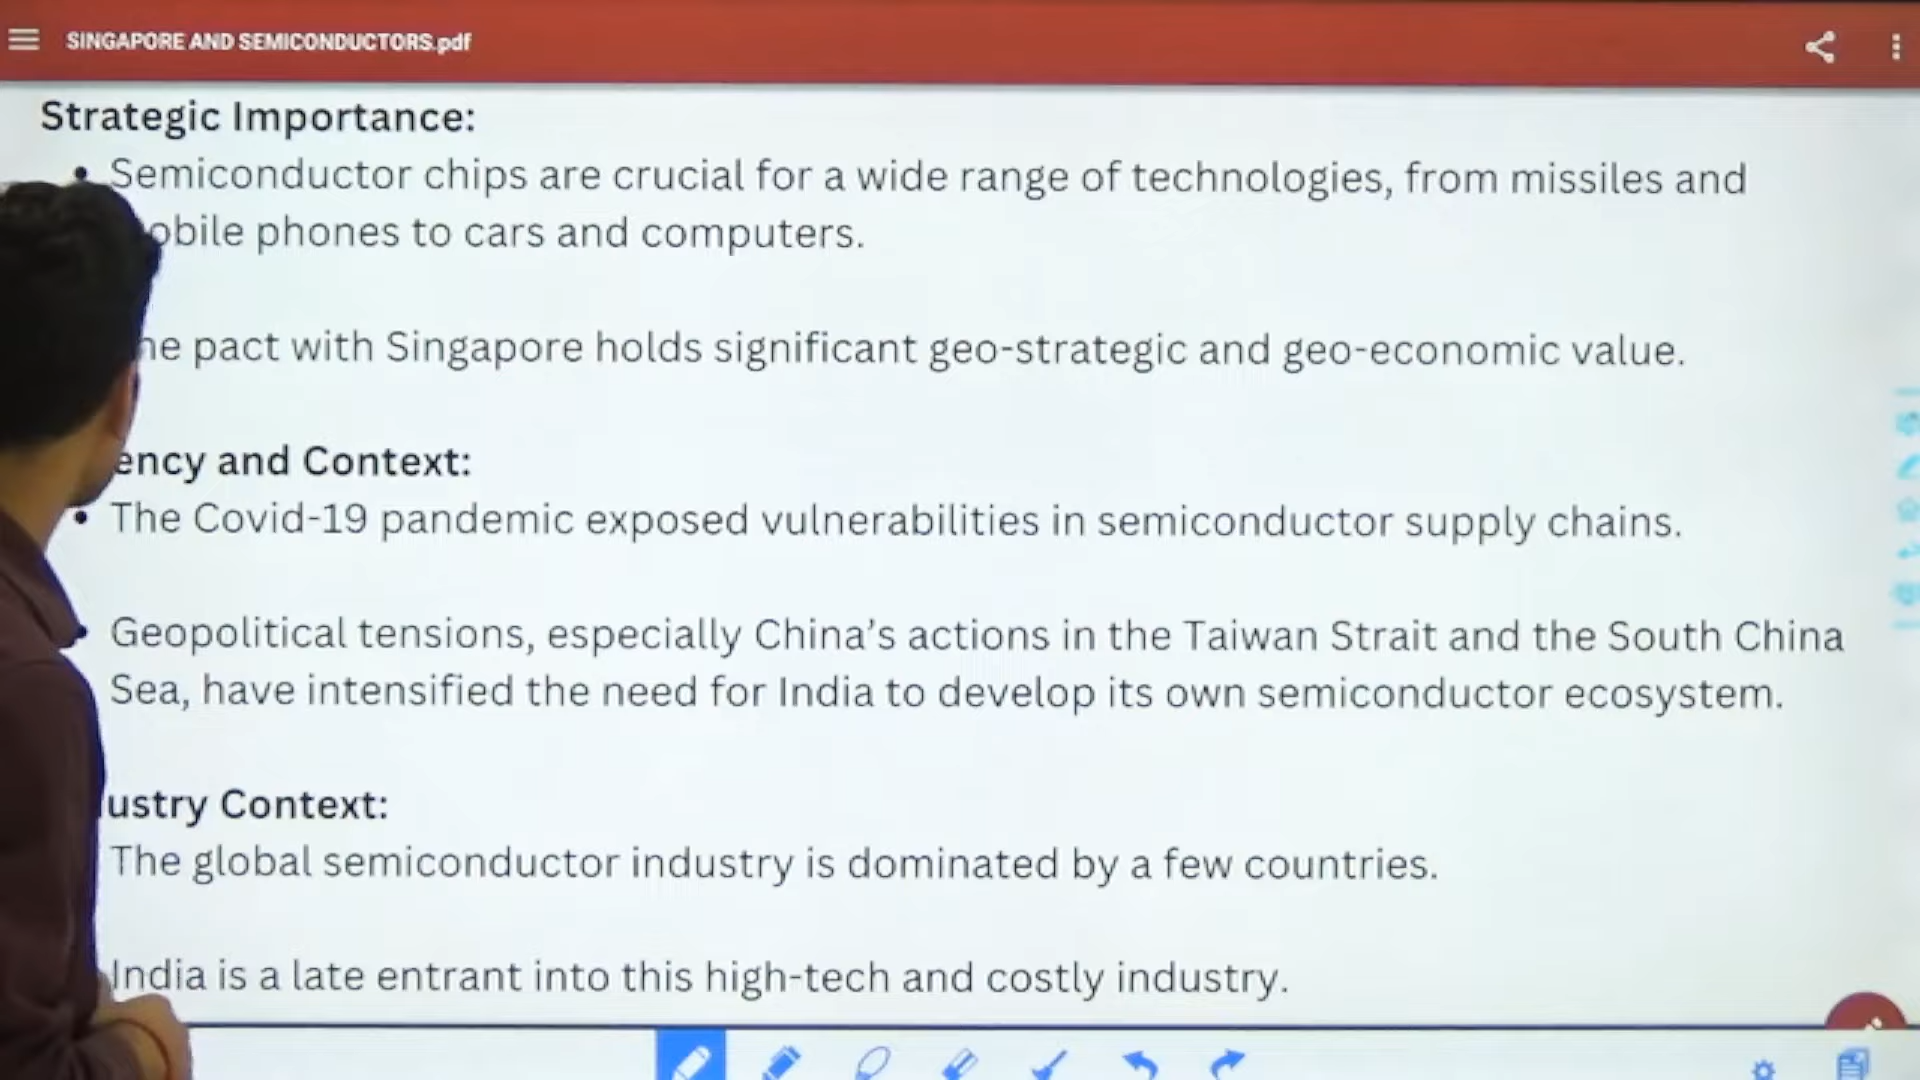 SINGAPORE AND SEMICONDUCTORS.pdf
Strategic Importance:
• Semiconductor chips are crucial for a wide range of technologies, from missiles and
obile phones to cars and computers.
he pact with Singapore holds significant geo-strategic and geo-economic value.
ency and Context:
• The Covid-19 pandemic exposed vulnerabilities in semiconductor supply chains.
• Geopolitical tensions, especially China's actions in the Taiwan Strait and the South China
Sea, have intensified the need for India to develop its own semiconductor ecosystem.
ustry Context:
The global semiconductor industry is dominated by a few countries.
India is a late entrant into this high-tech and costly industry.